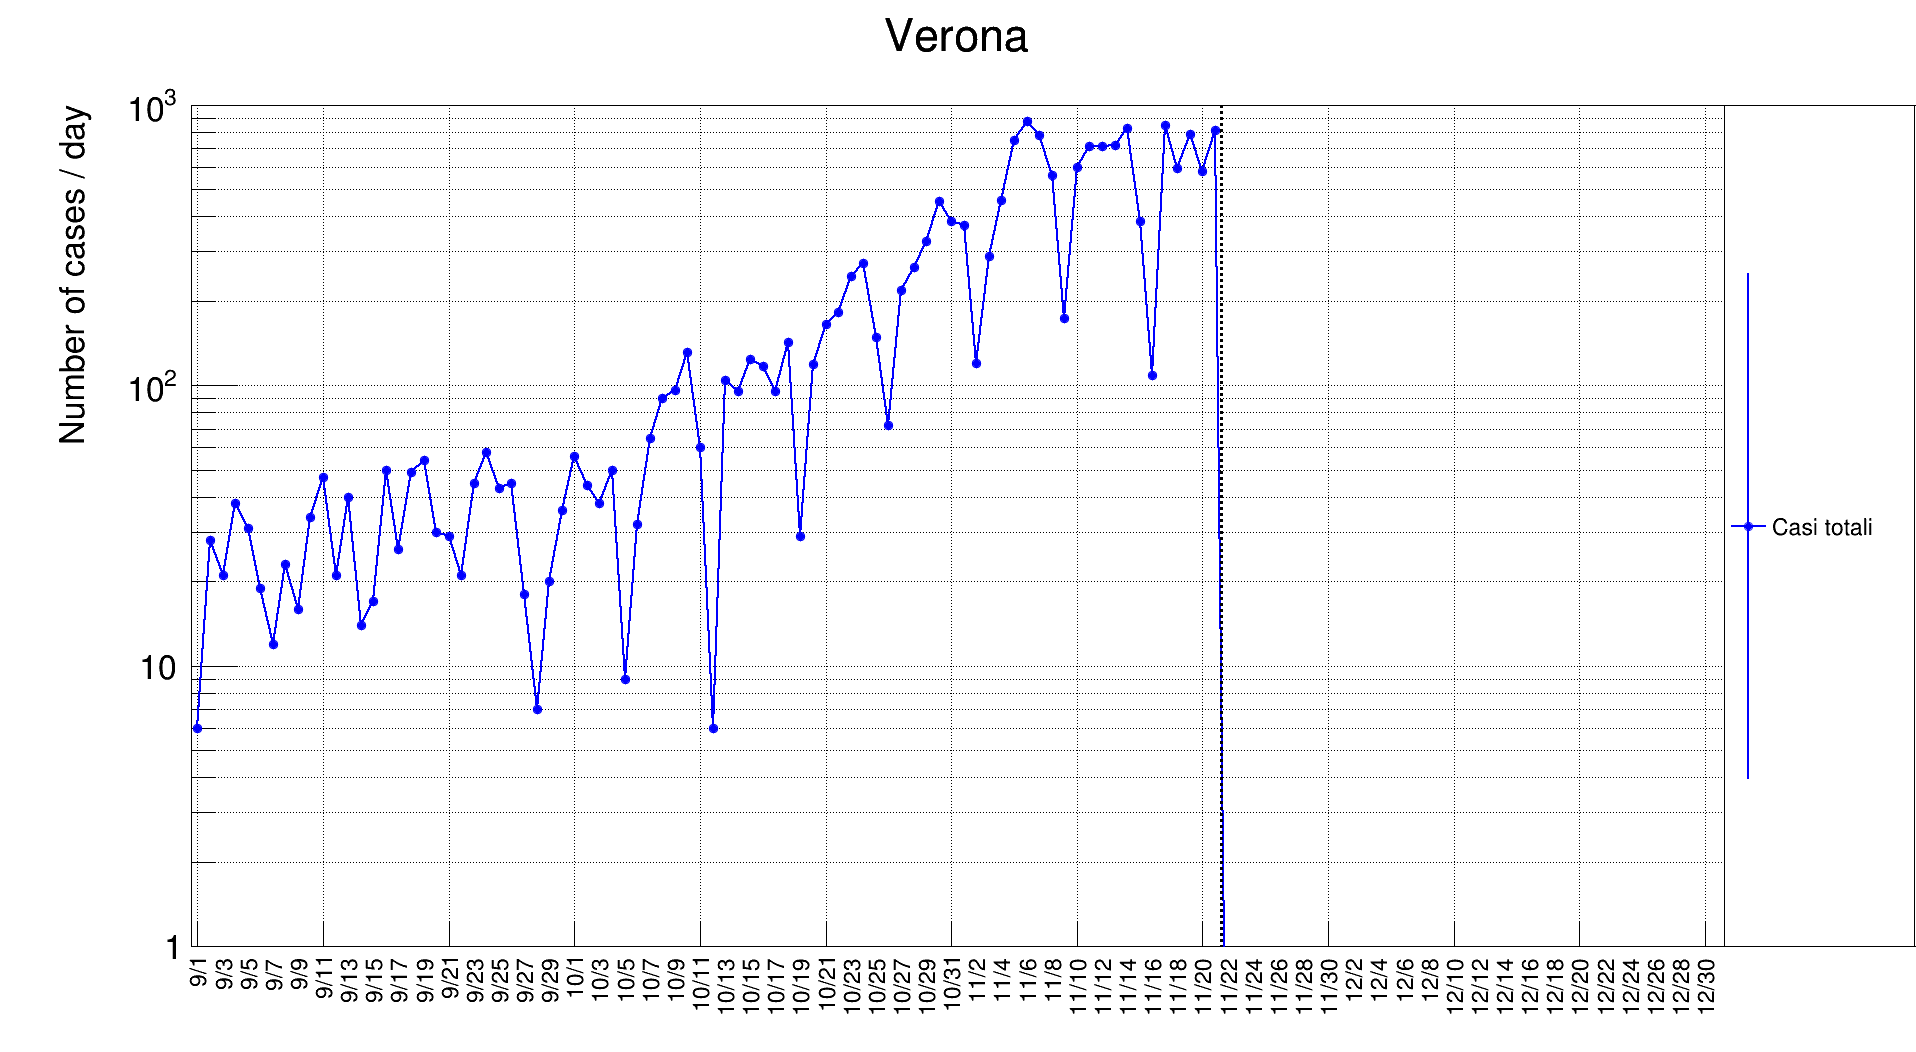 Verona
Number of cases / day
10³
10²
10
1
9/1 9/3 9/5 9/7 9/9 9/11 9/13 9/15 9/17 9/19 9/21 9/23 9/25 9/27 9/29 10/1 10/3 10/5 10/7 10/9 10/11 10/13 10/15 10/17 10/19 10/21 10/23 10/25 10/27 10/29 10/31 11/2 11/4 11/6 11/8 11/10 11/12 11/14 11/16 11/18 11/20 11/22 11/24 11/26 11/28 11/30 12/2 12/4 12/6 12/8 12/10 12/12 12/14 12/16 12/18 12/20 12/22 12/24 12/26 12/28 12/30
Casi totali